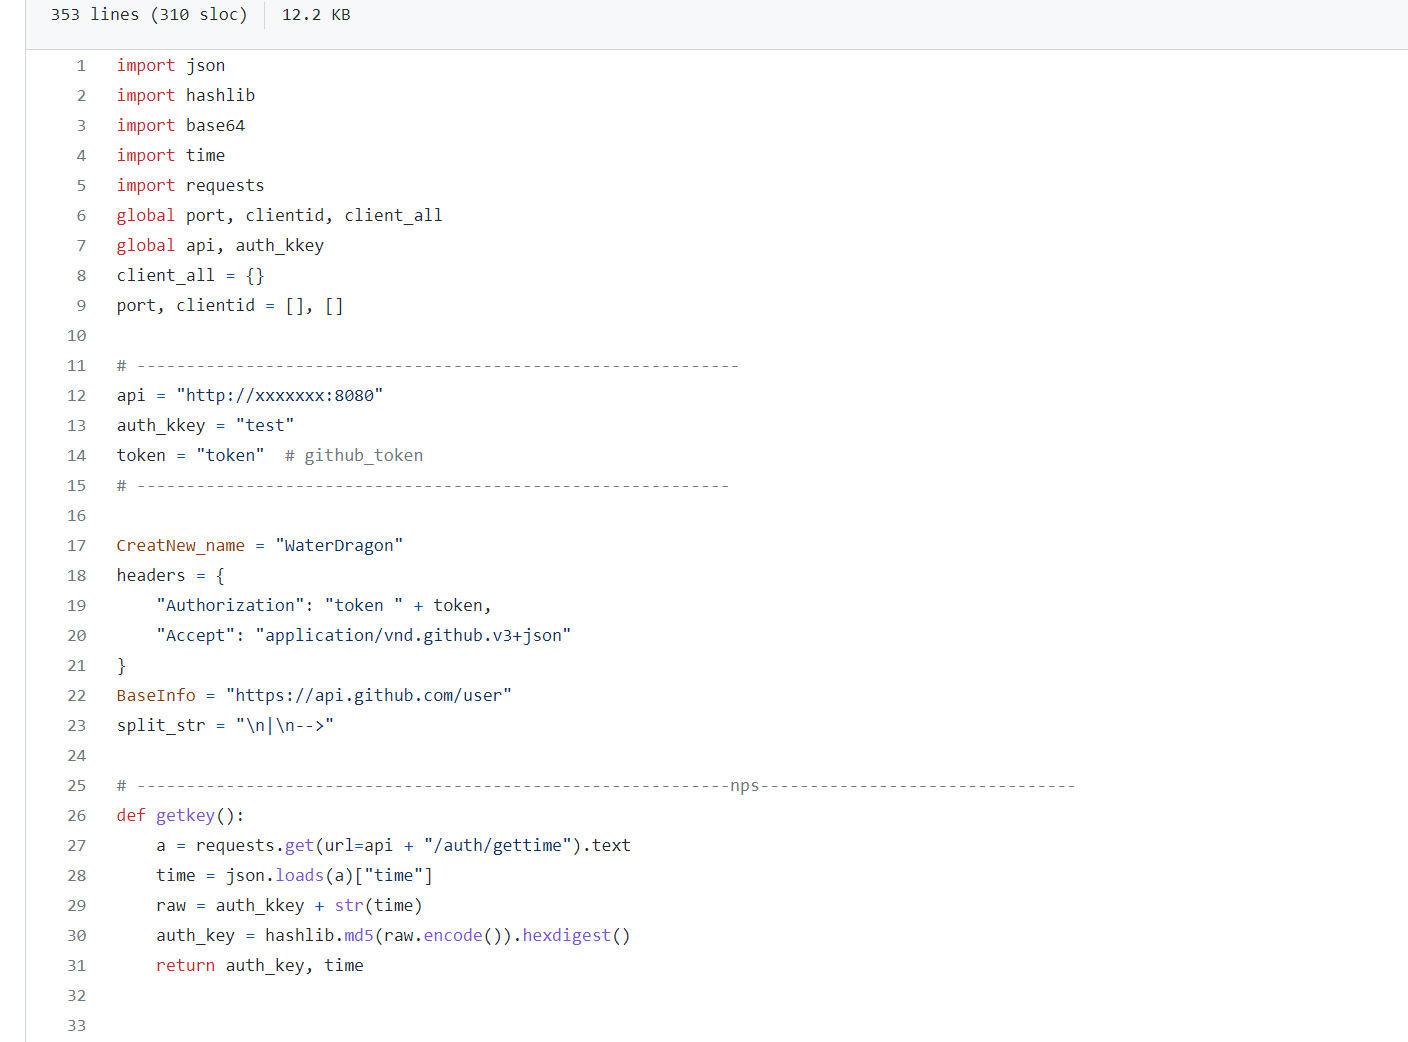 353 lines (310 sloc) 12.2 KB
1 import json
2 import hashlib
3 import base64
4 import time
5 import requests
6 global port, clientid, client_all
7 global api, auth_kkey
8 client_all = {}
9 port, clientid = [], []
10
11 # -------------------------------------------------------------
12 api = "http://xxxxxxx:8080"
13 auth_kkey = "test"
14 token = "token"  # github_token
15 # ------------------------------------------------------------
16
17 CreatNew_name = "WaterDragon"
18 headers = {
19     "Authorization": "token " + token,
20     "Accept": "application/vnd.github.v3+json"
21 }
22 BaseInfo = "https://api.github.com/user"
23 split_str = "\n|\n-->"
24
25 # ------------------------------------------------------------nps--------------------------------
26 def getkey():
27     a = requests.get(url=api + "/auth/gettime").text
28     time = json.loads(a)["time"]
29     raw = auth_kkey + str(time)
30     auth_key = hashlib.md5(raw.encode()).hexdigest()
31     return auth_key, time
32
33